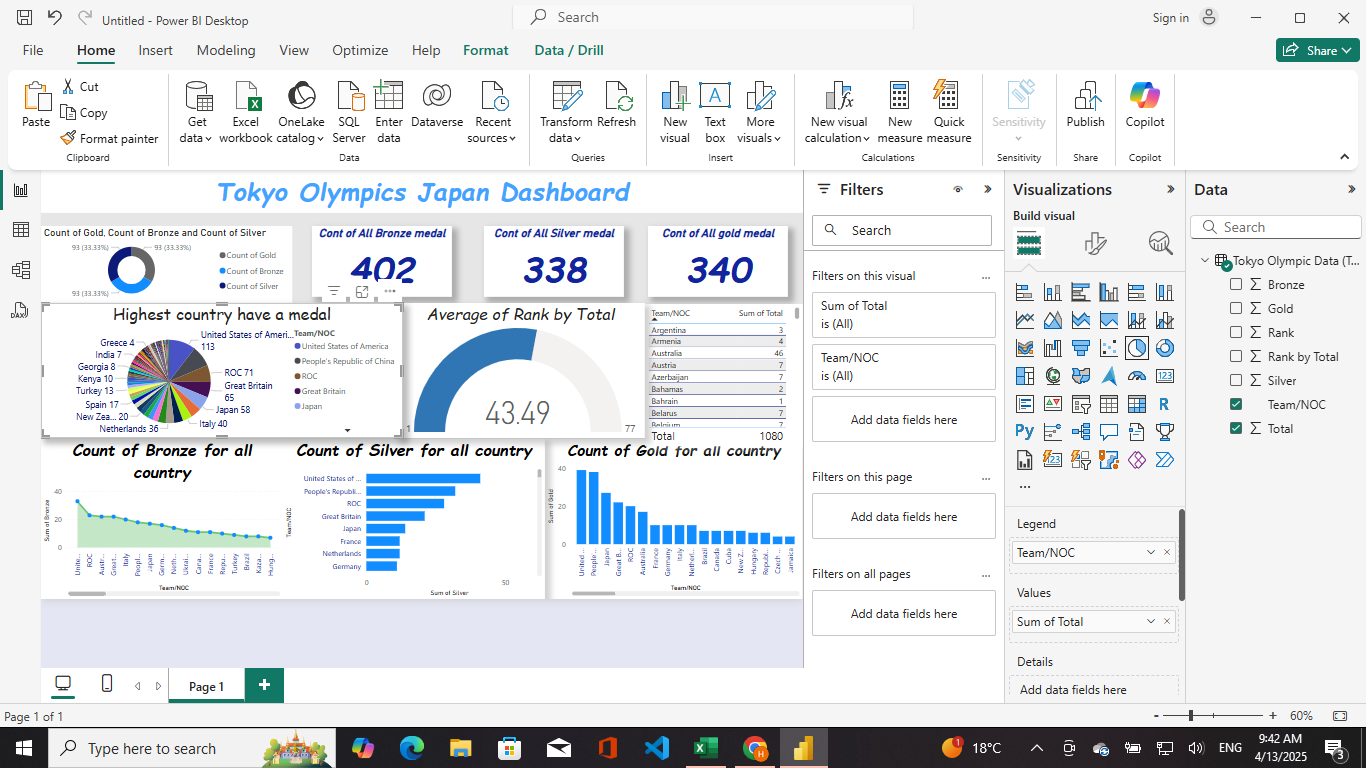 Untitled - Power BI Desktop
Search
Sign in
File
Home
Insert
Modeling
View
Optimize
Help
Format
Data / Drill
Share
Paste
Cut
Copy
Format painter
Clipboard
Get data
Excel workbook
OneLake catalog
SQL Server
Enter data
Dataverse
Recent sources
Data
Transform data
Refresh
Queries
New visual
Text box
More visuals
Insert
New visual calculation
New measure
Quick measure
Calculations
Sensitivity
Sensitivity
Publish
Share
Copilot
Copilot
Tokyo Olympics Japan Dashboard
Count of Gold, Count of Bronze and Count of Silver
93 (33.33%)
93 (33.33%)
93 (33.33%)
Count of Gold
Count of Bronze
Count of Silver
Cont of All Bronze medal
402
Cont of All Silver medal
338
Cont of All gold medal
340
Highest country have a medal
United States of Ameri...
113
ROC 71
Great Britain
65
Japan 58
Italy 40
Netherlands 36
New Zea... 20
Spain 17
Turkey 13
Kenya 10
Georgia 8
India 7
Greece 4
Team/NOC
United States of America
People's Republic of China
ROC
Great Britain
Japan
Average of Rank by Total
43.49
1
77
Team/NOC Sum of Total
Argentina 3
Armenia 4
Australia 46
Austria 7
Azerbaijan 7
Bahamas 2
Bahrain 1
Belarus 7
Belgium 7
Total 1080
Count of Bronze for all country
Sum of Bronze
40
20
0
Unite...
ROC
Austr...
Great...
Italy
Peopl...
Japan
Germ...
Neth...
Ukrai...
Cana...
France
Repu...
Turkey
Brazil
Kaza...
Hung...
Team/NOC
Count of Silver for all country
Team/NOC
United States of ...
People's Republi...
ROC
Great Britain
Japan
France
Netherlands
Germany
0
50
Sum of Silver
Count of Gold for all country
Sum of Gold
40
20
0
United...
People...
Japan
Great B...
ROC
Australia
France
Germany
Italy
Netherl...
Brazil
Canada
Cuba
New Z...
Hungary
Republ...
Czech ...
Jamaica
Team/NOC
Filters
Search
Filters on this visual
...
Sum of Total
is (All)
Team/NOC
is (All)
Add data fields here
Filters on this page
...
Add data fields here
Filters on all pages
...
Add data fields here
Visualizations
Build visual
...
Legend
Team/NOC
Values
Sum of Total
Details
Add data fields here
Data
Search
Tokyo Olympic Data (T...
Bronze
Gold
Rank
Rank by Total
Silver
Team/NOC
Total
Page 1
Page 1 of 1
60%
Type here to search
1
18°C
ENG
9:42 AM
4/13/2025
3